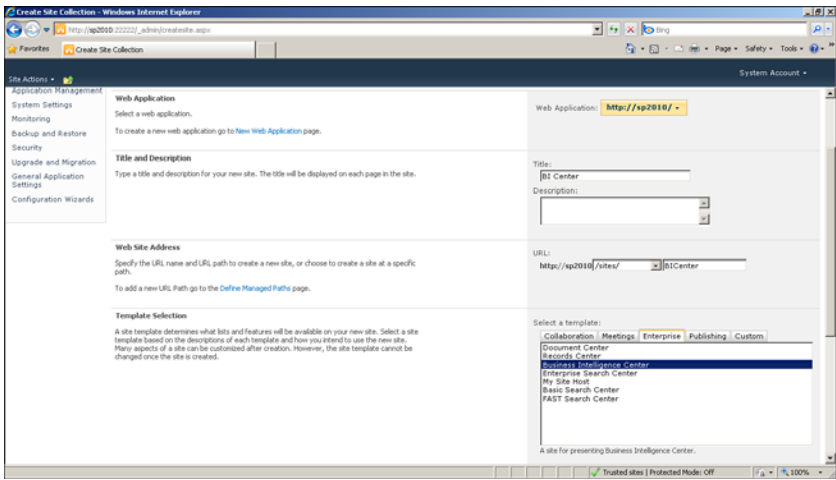 Create Site Collection - Windows Internet Explorer
http://sp2010:22222/_admin/createsite.aspx
Bing
Favorites
Create Site Collection
Page
Safety
Tools
Site Actions
System Account
Application Management
System Settings
Monitoring
Backup and Restore
Security
Upgrade and Migration
General Application
Settings
Configuration Wizards
Web Application
Select a web application.
To create a new web application go to New Web Application page.
Web Application: http://sp2010/
Title and Description
Type a title and description for your new site. The title will be displayed on each page in the site.
Title:
BI Center
Description:
Web Site Address
Specify the URL name and URL path to create a new site, or choose to create a site at a specific
path.
To add a new URL Path go to the Define Managed Paths page.
URL:
http://sp2010 /sites/ BICenter
Template Selection
A site template determines what lists and features will be available on your new site. Select a site
template based on the descriptions of each template and how you intend to use the new site.
Many aspects of a site can be customized after creation. However, the site template cannot be
changed once the site is created.
Select a template:
Collaboration Meetings Enterprise Publishing Custom
Document Center
Records Center
Business Intelligence Center
Enterprise Search Center
My Site Host
Basic Search Center
FAST Search Center
A site for presenting Business Intelligence Center.
Trusted sites | Protected Mode: Off
100%